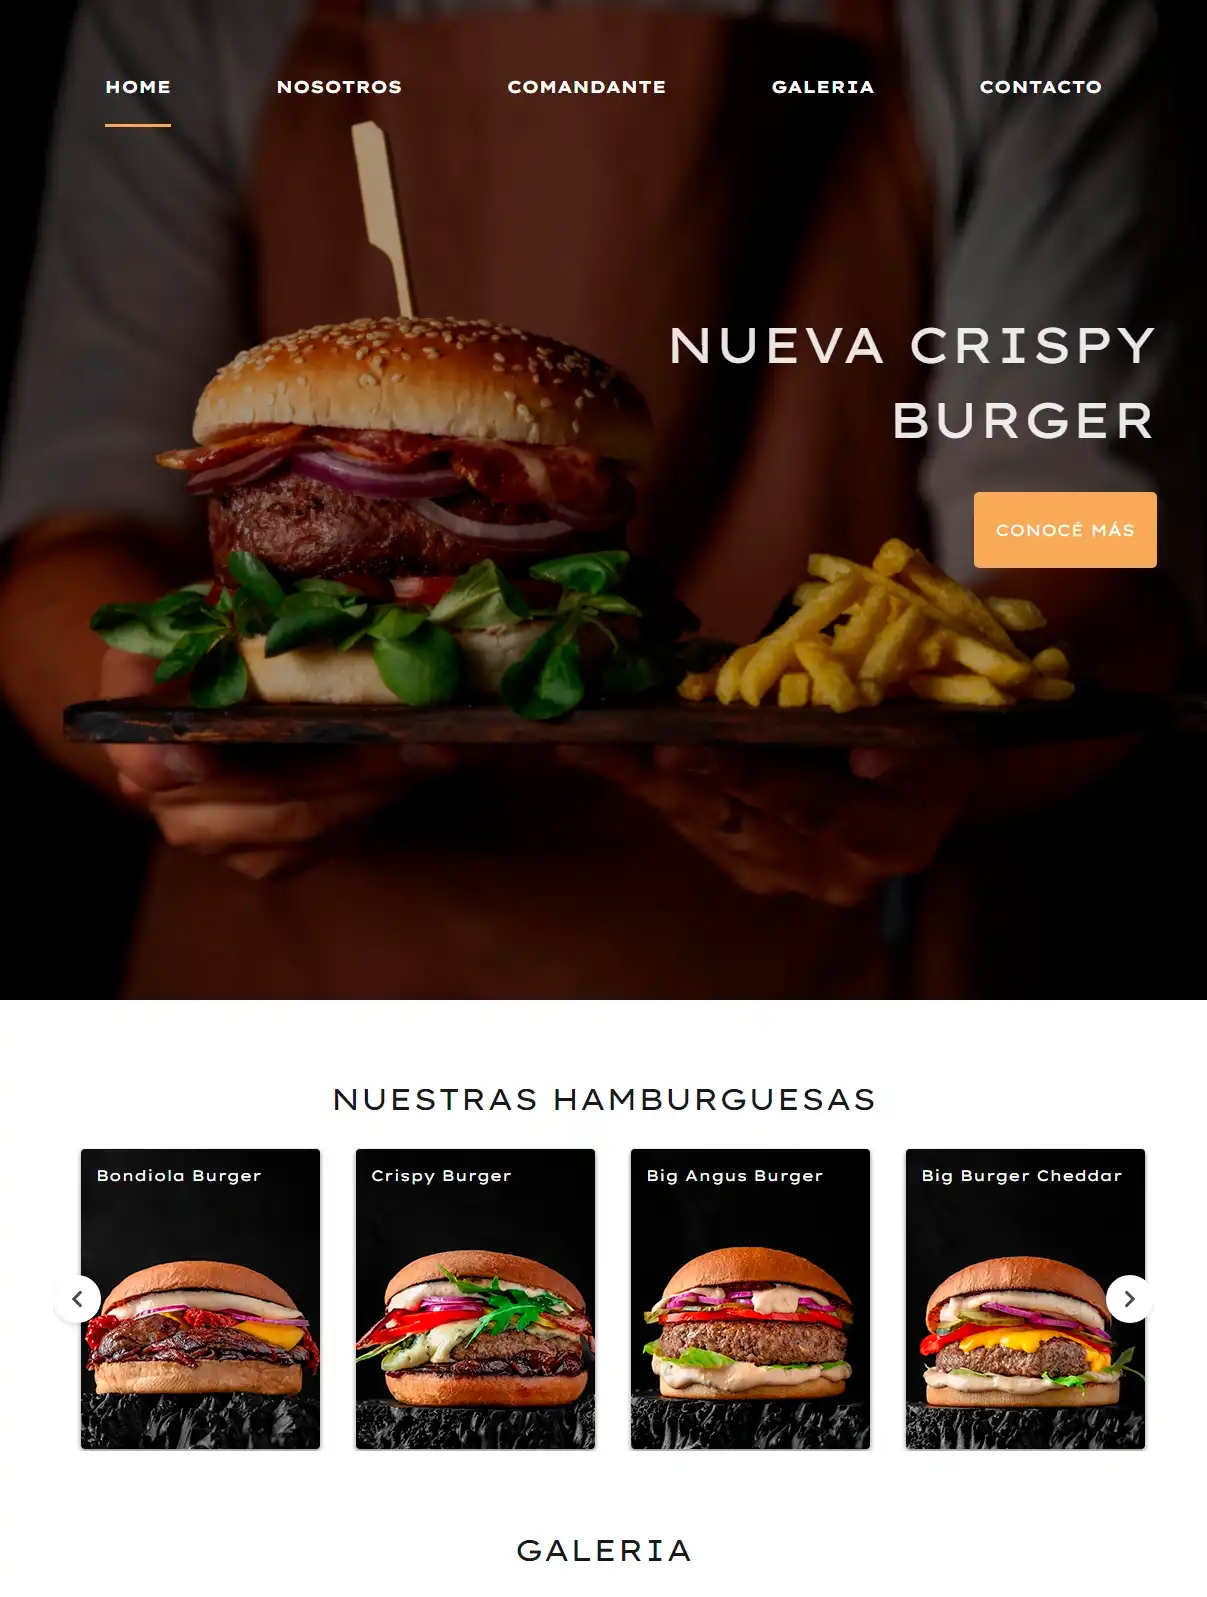 HOME
NOSOTROS
COMANDANTE
GALERIA
CONTACTO
NUEVA CRISPY
BURGER
CONOCÉ MÁS
NUESTRAS HAMBURGUESAS
Bondiola Burger
Crispy Burger
Big Angus Burger
Big Burger Cheddar
GALERIA